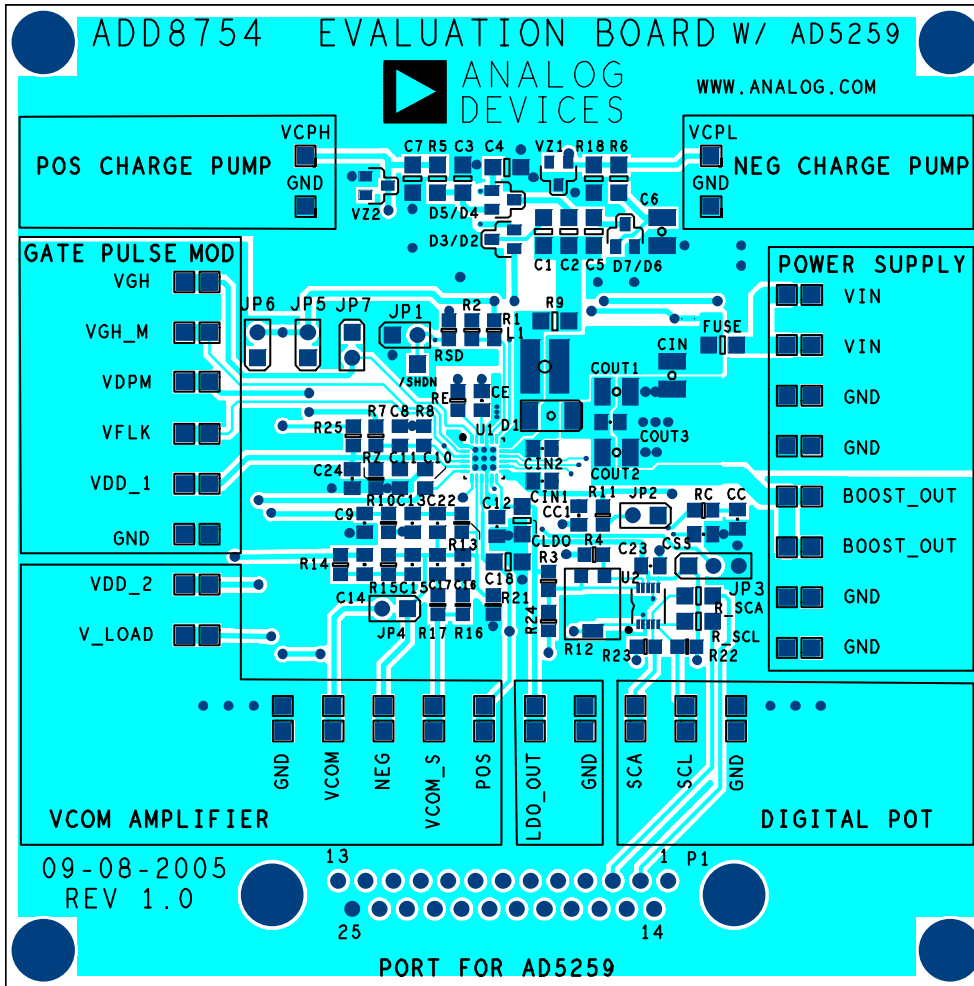 ADD8754 EVALUATION BOARD W/ AD5259
ANALOG
DEVICES
WWW.ANALOG.COM
VCPH
POS CHARGE PUMP
GND
C7 R5 C3 C4 VZ1 R18 R6
VCPL
NEG CHARGE PUMP
GND
VZ2
D5/D4
C6
D3/D2
C1 C2 C5 D7/D6
GATE PULSE MOD
VGH
VGH_M
VDPM
VFLK
VDD_1
GND
POWER SUPPLY
VIN
VIN
GND
GND
BOOST_OUT
BOOST_OUT
GND
GND
JP6 JP5 JP7 JP1
R2
R1
L1
R9
RSD
/SHDN
FUSE
CIN
RE
CE
COUT1
D1
COUT3
COUT2
R25
R7 C8 R8
U1
C24
RZ C11 C10
CIN2
CIN1
R10 C13 C22
C12
CC1
R11
JP2
RC CC
C9
R13
CLDO
R14
R15 C15
C17 C16
C18
R3
R4
C23
CSS
U2
JP3
C14
JP4
R17 R16
R21
R24
R12
R_SCA
R_SCL
R23
R22
VDD_2
V_LOAD
GND
VCOM
NEG
VCOM_S
POS
LDO_OUT
GND
SCA
SCL
GND
VCOM AMPLIFIER
DIGITAL POT
09-08-2005
REV 1.0
13
1
P1
25
14
PORT FOR AD5259